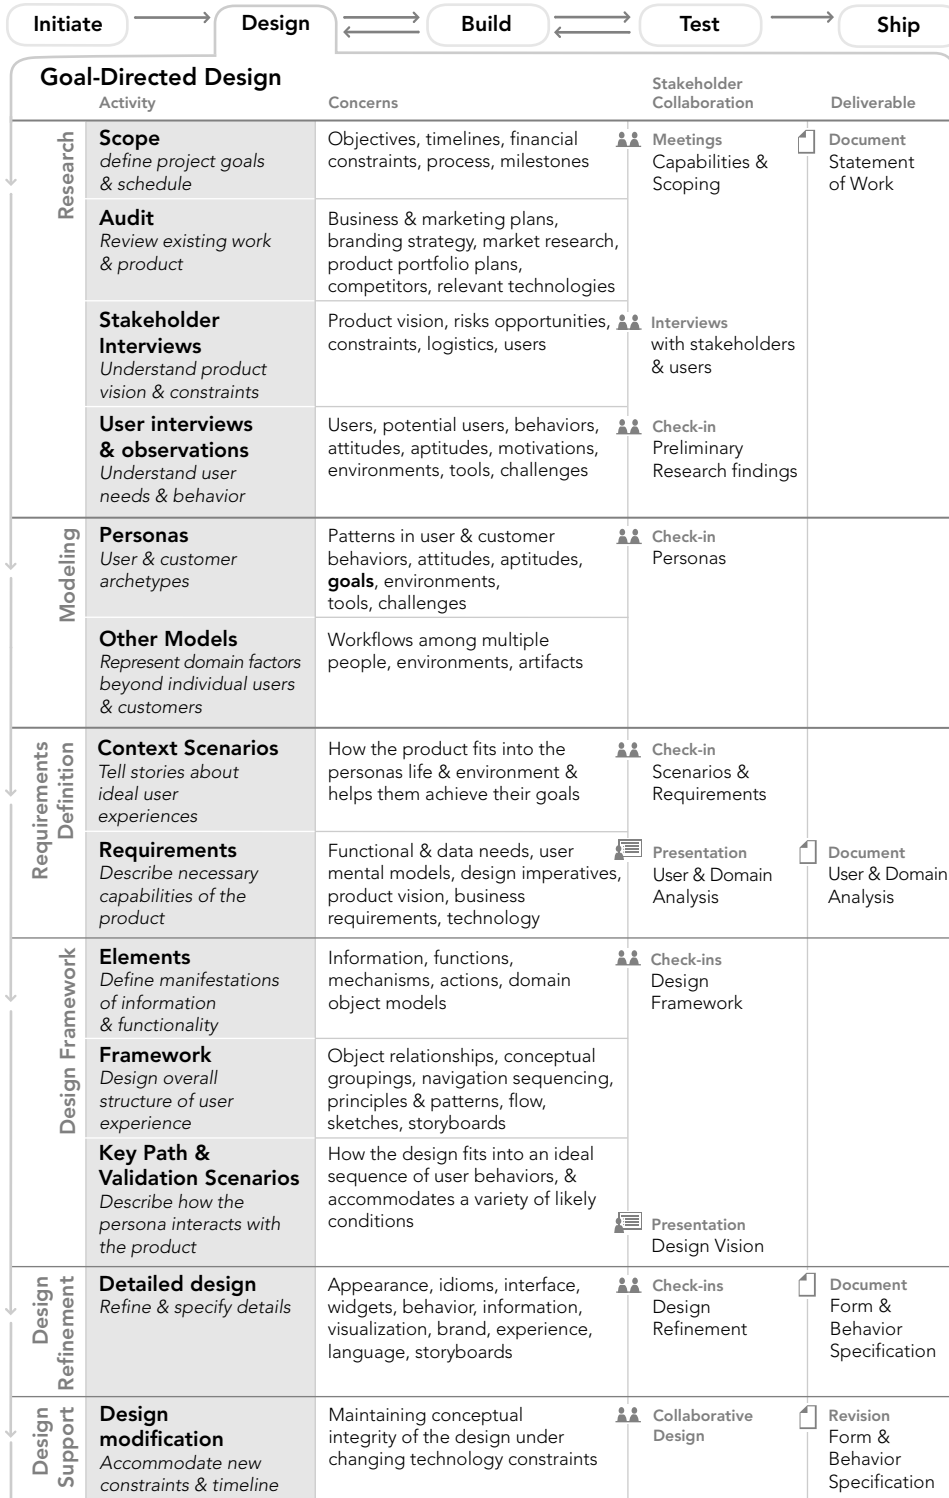 Initiate
Design
Build
Test
Ship
Goal-Directed Design
Activity
Concerns
Stakeholder
Collaboration
Deliverable
Research
Scope
define project goals
& schedule
Objectives, timelines, financial
constraints, process, milestones
Meetings
Capabilities &
Scoping
Document
Statement
of Work
Audit
Review existing work
& product
Business & marketing plans,
branding strategy, market research,
product portfolio plans,
competitors, relevant technologies
Stakeholder
Interviews
Understand product
vision & constraints
Product vision, risks opportunities,
constraints, logistics, users
Interviews
with stakeholders
& users
User interviews
& observations
Understand user
needs & behavior
Users, potential users, behaviors,
attitudes, aptitudes, motivations,
environments, tools, challenges
Check-in
Preliminary
Research findings
Modeling
Personas
User & customer
archetypes
Patterns in user & customer
behaviors, attitudes, aptitudes,
goals, environments,
tools, challenges
Check-in
Personas
Other Models
Represent domain factors
beyond individual users
& customers
Workflows among multiple
people, environments, artifacts
Requirements
Definition
Context Scenarios
Tell stories about
ideal user
experiences
How the product fits into the
personas life & environment &
helps them achieve their goals
Check-in
Scenarios &
Requirements
Requirements
Describe necessary
capabilities of the
product
Functional & data needs, user
mental models, design imperatives,
product vision, business
requirements, technology
Presentation
User & Domain
Analysis
Document
User & Domain
Analysis
Design Framework
Elements
Define manifestations
of information
& functionality
Information, functions,
mechanisms, actions, domain
object models
Check-ins
Design
Framework
Framework
Design overall
structure of user
experience
Object relationships, conceptual
groupings, navigation sequencing,
principles & patterns, flow,
sketches, storyboards
Key Path &
Validation Scenarios
Describe how the
persona interacts with
the product
How the design fits into an ideal
sequence of user behaviors, &
accommodates a variety of likely
conditions
Presentation
Design Vision
Design
Refinement
Detailed design
Refine & specify details
Appearance, idioms, interface,
widgets, behavior, information,
visualization, brand, experience,
language, storyboards
Check-ins
Design
Refinement
Document
Form &
Behavior
Specification
Design
Support
Design
modification
Accommodate new
constraints & timeline
Maintaining conceptual
integrity of the design under
changing technology constraints
Collaborative
Design
Revision
Form &
Behavior
Specification